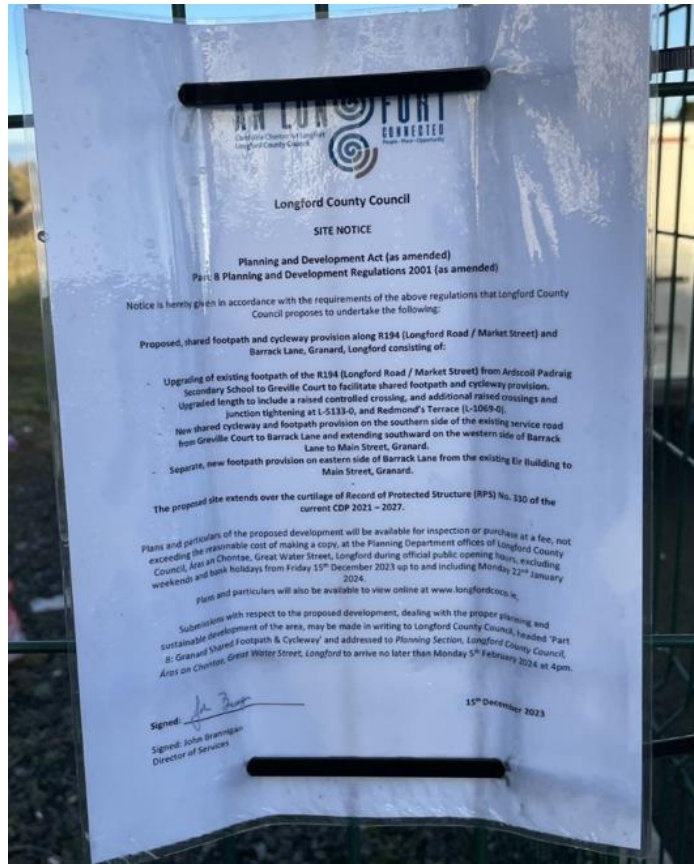 AN LON FORT
CONNECTED
Comhairle Chontae an Longfoirt
Longford County Council
People - Place - Opportunity
Longford County Council
SITE NOTICE
Planning and Development Act (as amended)
Part 8 Planning and Development Regulations 2001 (as amended)
Notice is hereby given in accordance with the requirements of the above regulations that Longford County
Council proposes to undertake the following:
Proposed, shared footpath and cycleway provision along R194 (Longford Road / Market Street) and
Barrack Lane, Granard, Longford consisting of:
- Upgrading of existing footpath of the R194 (Longford Road / Market Street) from Ardscoil Padraig
Secondary School to Greville Court to facilitate shared footpath and cycleway provision.
Upgraded length to include a raised controlled crossing, and additional raised crossings and
junction tightening at L-5133-0, and Redmond's Terrace (L-1069-0).
- New shared cycleway and footpath provision on the southern side of the existing service road
from Greville Court to Barrack Lane and extending southward on the western side of Barrack
Lane to Main Street, Granard.
- Separate, new footpath provision on eastern side of Barrack Lane from the existing Eir Building to
Main Street, Granard.
The proposed site extends over the curtilage of Record of Protected Structure (RPS) No. 330 of the
current CDP 2021 – 2027.
Plans and particulars of the proposed development will be available for inspection or purchase at a fee, not
exceeding the reasonable cost of making a copy, at the Planning Department offices of Longford County
Council, Áras an Chontae, Great Water Street, Longford during official public opening hours, excluding
weekends and bank holidays from Friday 15th December 2023 up to and including Monday 22nd January
2024.
Plans and particulars will also be available to view online at www.longfordcoco.ie.
Submissions with respect to the proposed development, dealing with the proper planning and
sustainable development of the area, may be made in writing to Longford County Council, headed 'Part
8: Granard Shared Footpath & Cycleway' and addressed to Planning Section, Longford County Council,
Áras an Chontae, Great Water Street, Longford to arrive no later than Monday 5th February 2024 at 4pm.
Signed:
15th December 2023
Signed: John Brannigan
Director of Services